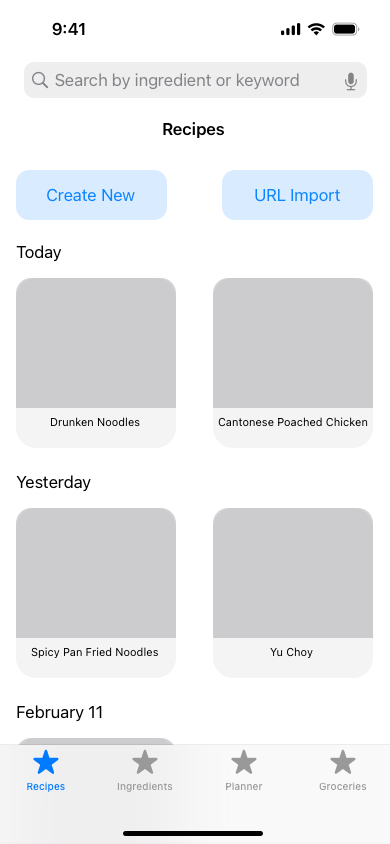 9:41
Search by ingredient or keyword
Recipes
Create New
URL Import
Today
Drunken Noodles
Cantonese Poached Chicken
Yesterday
Spicy Pan Fried Noodles
Yu Choy
February 11
Recipes
Ingredients
Planner
Groceries